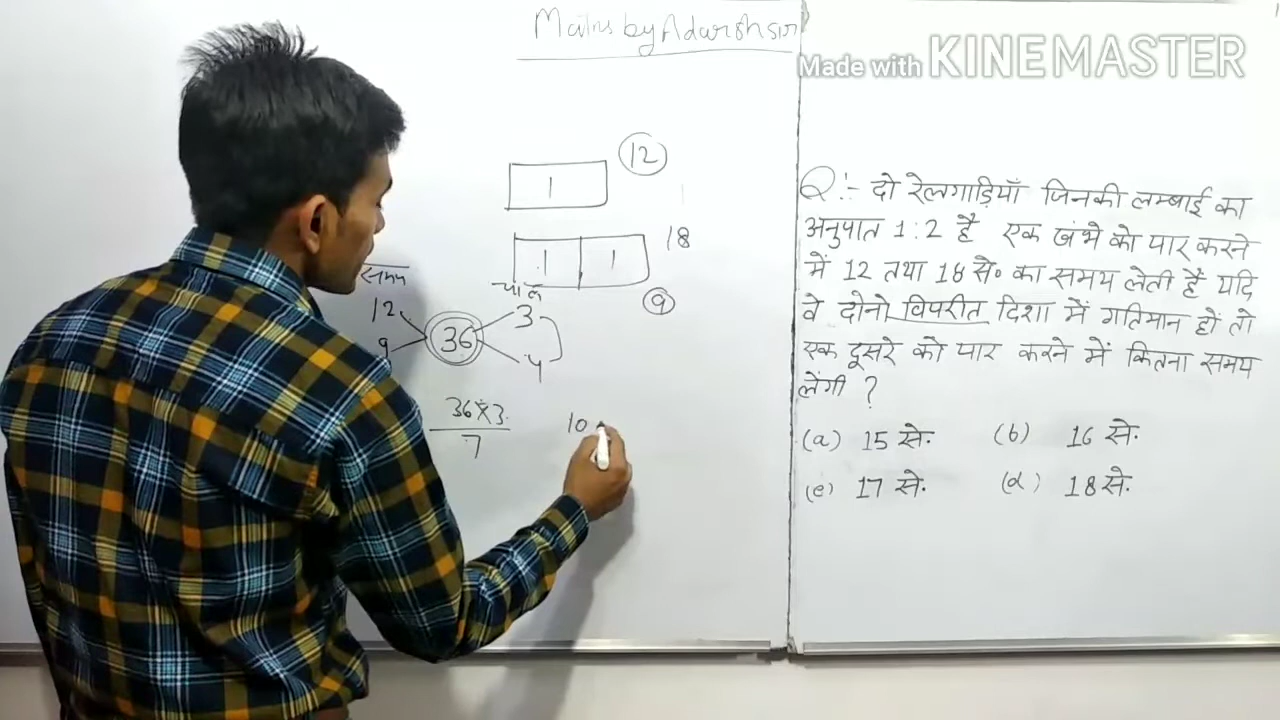 Maths by Adarsh sir
Made with KINEMASTER
12
1
18
1 1
9
समय
चाल
12
36
3
9
4
36×3
7
10
Q:- दो रेलगाड़ियाँ जिनकी लम्बाई का
अनुपात 1:2 है एक खंभे को पार करने
में 12 तथा 18 से॰ का समय लेती है यदि
वे दोनो विपरीत दिशा में गतिमान हो तो
एक दूसरे को पार करने में कितना समय
लेंगी ?
(a) 15 से. (b) 16 से.
(c) 17 से. (d) 18 से.